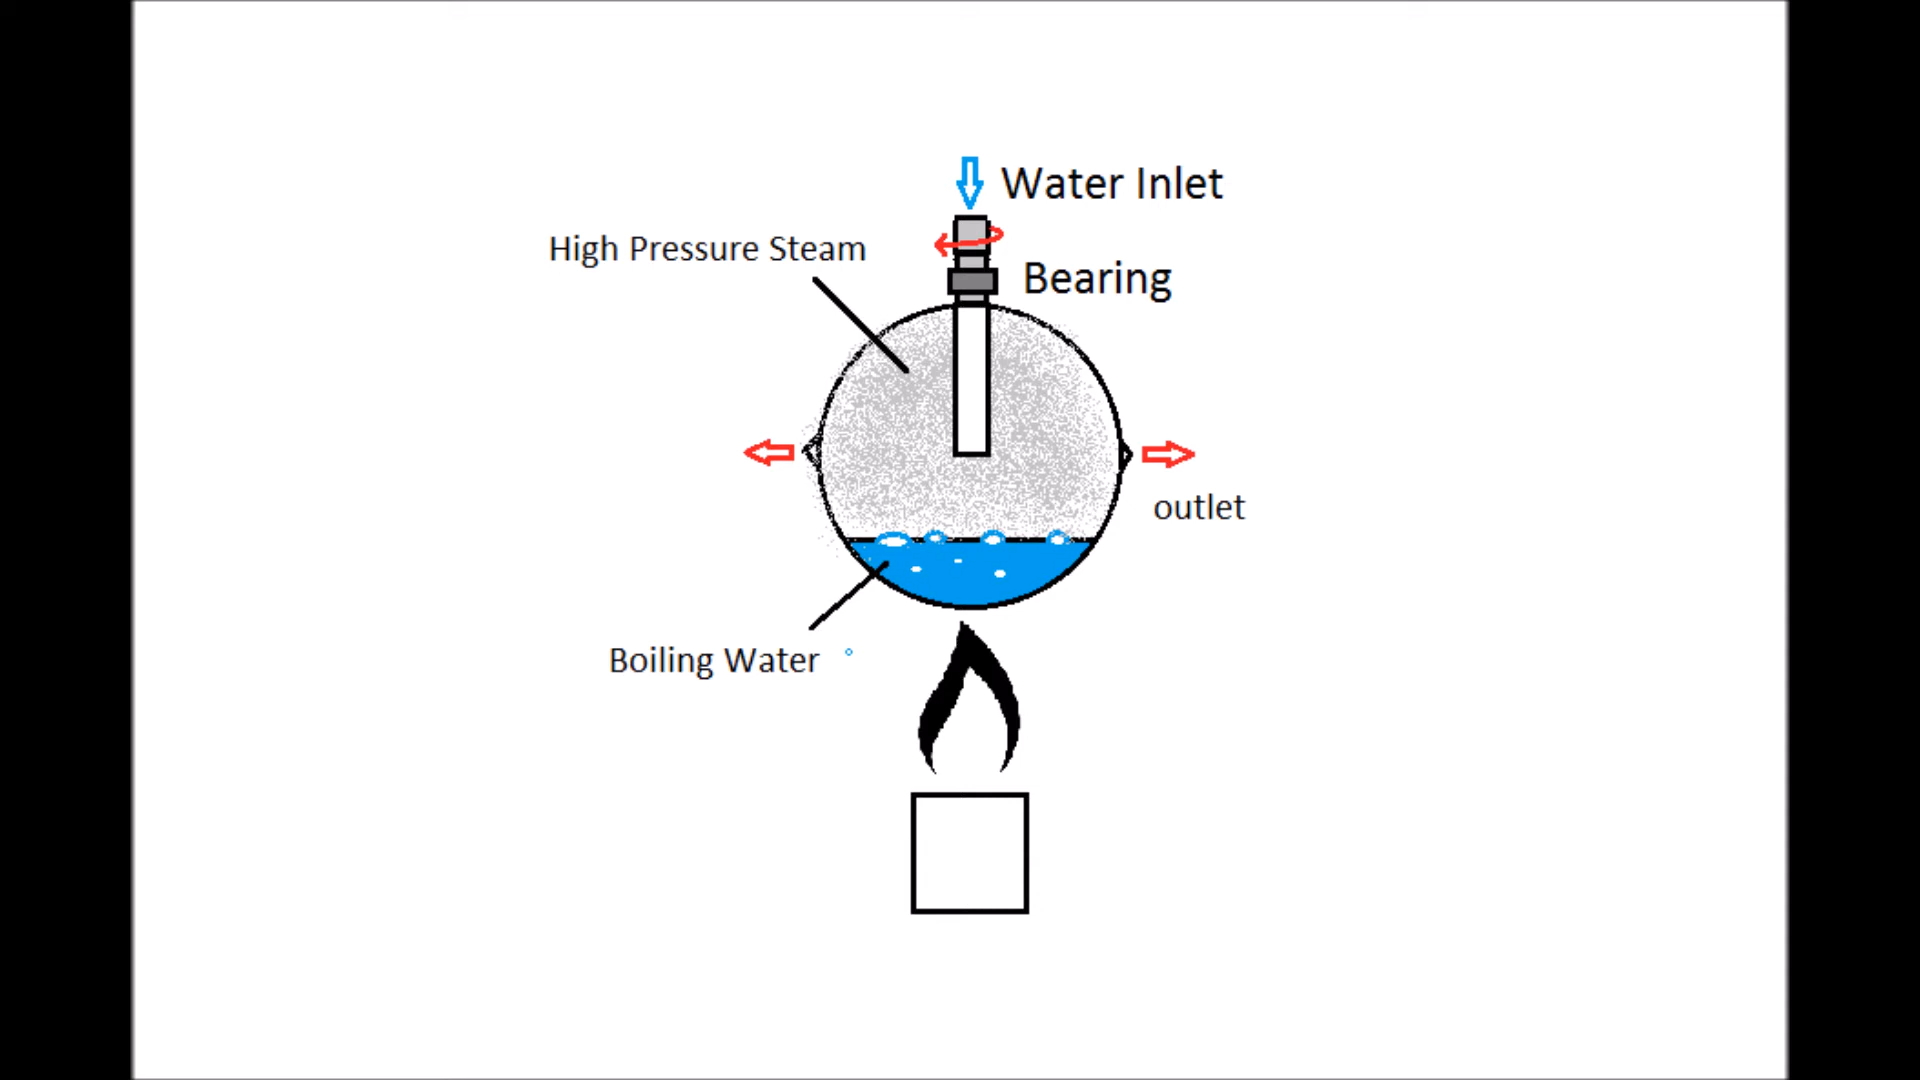 Water Inlet
High Pressure Steam
Bearing
outlet
Boiling Water